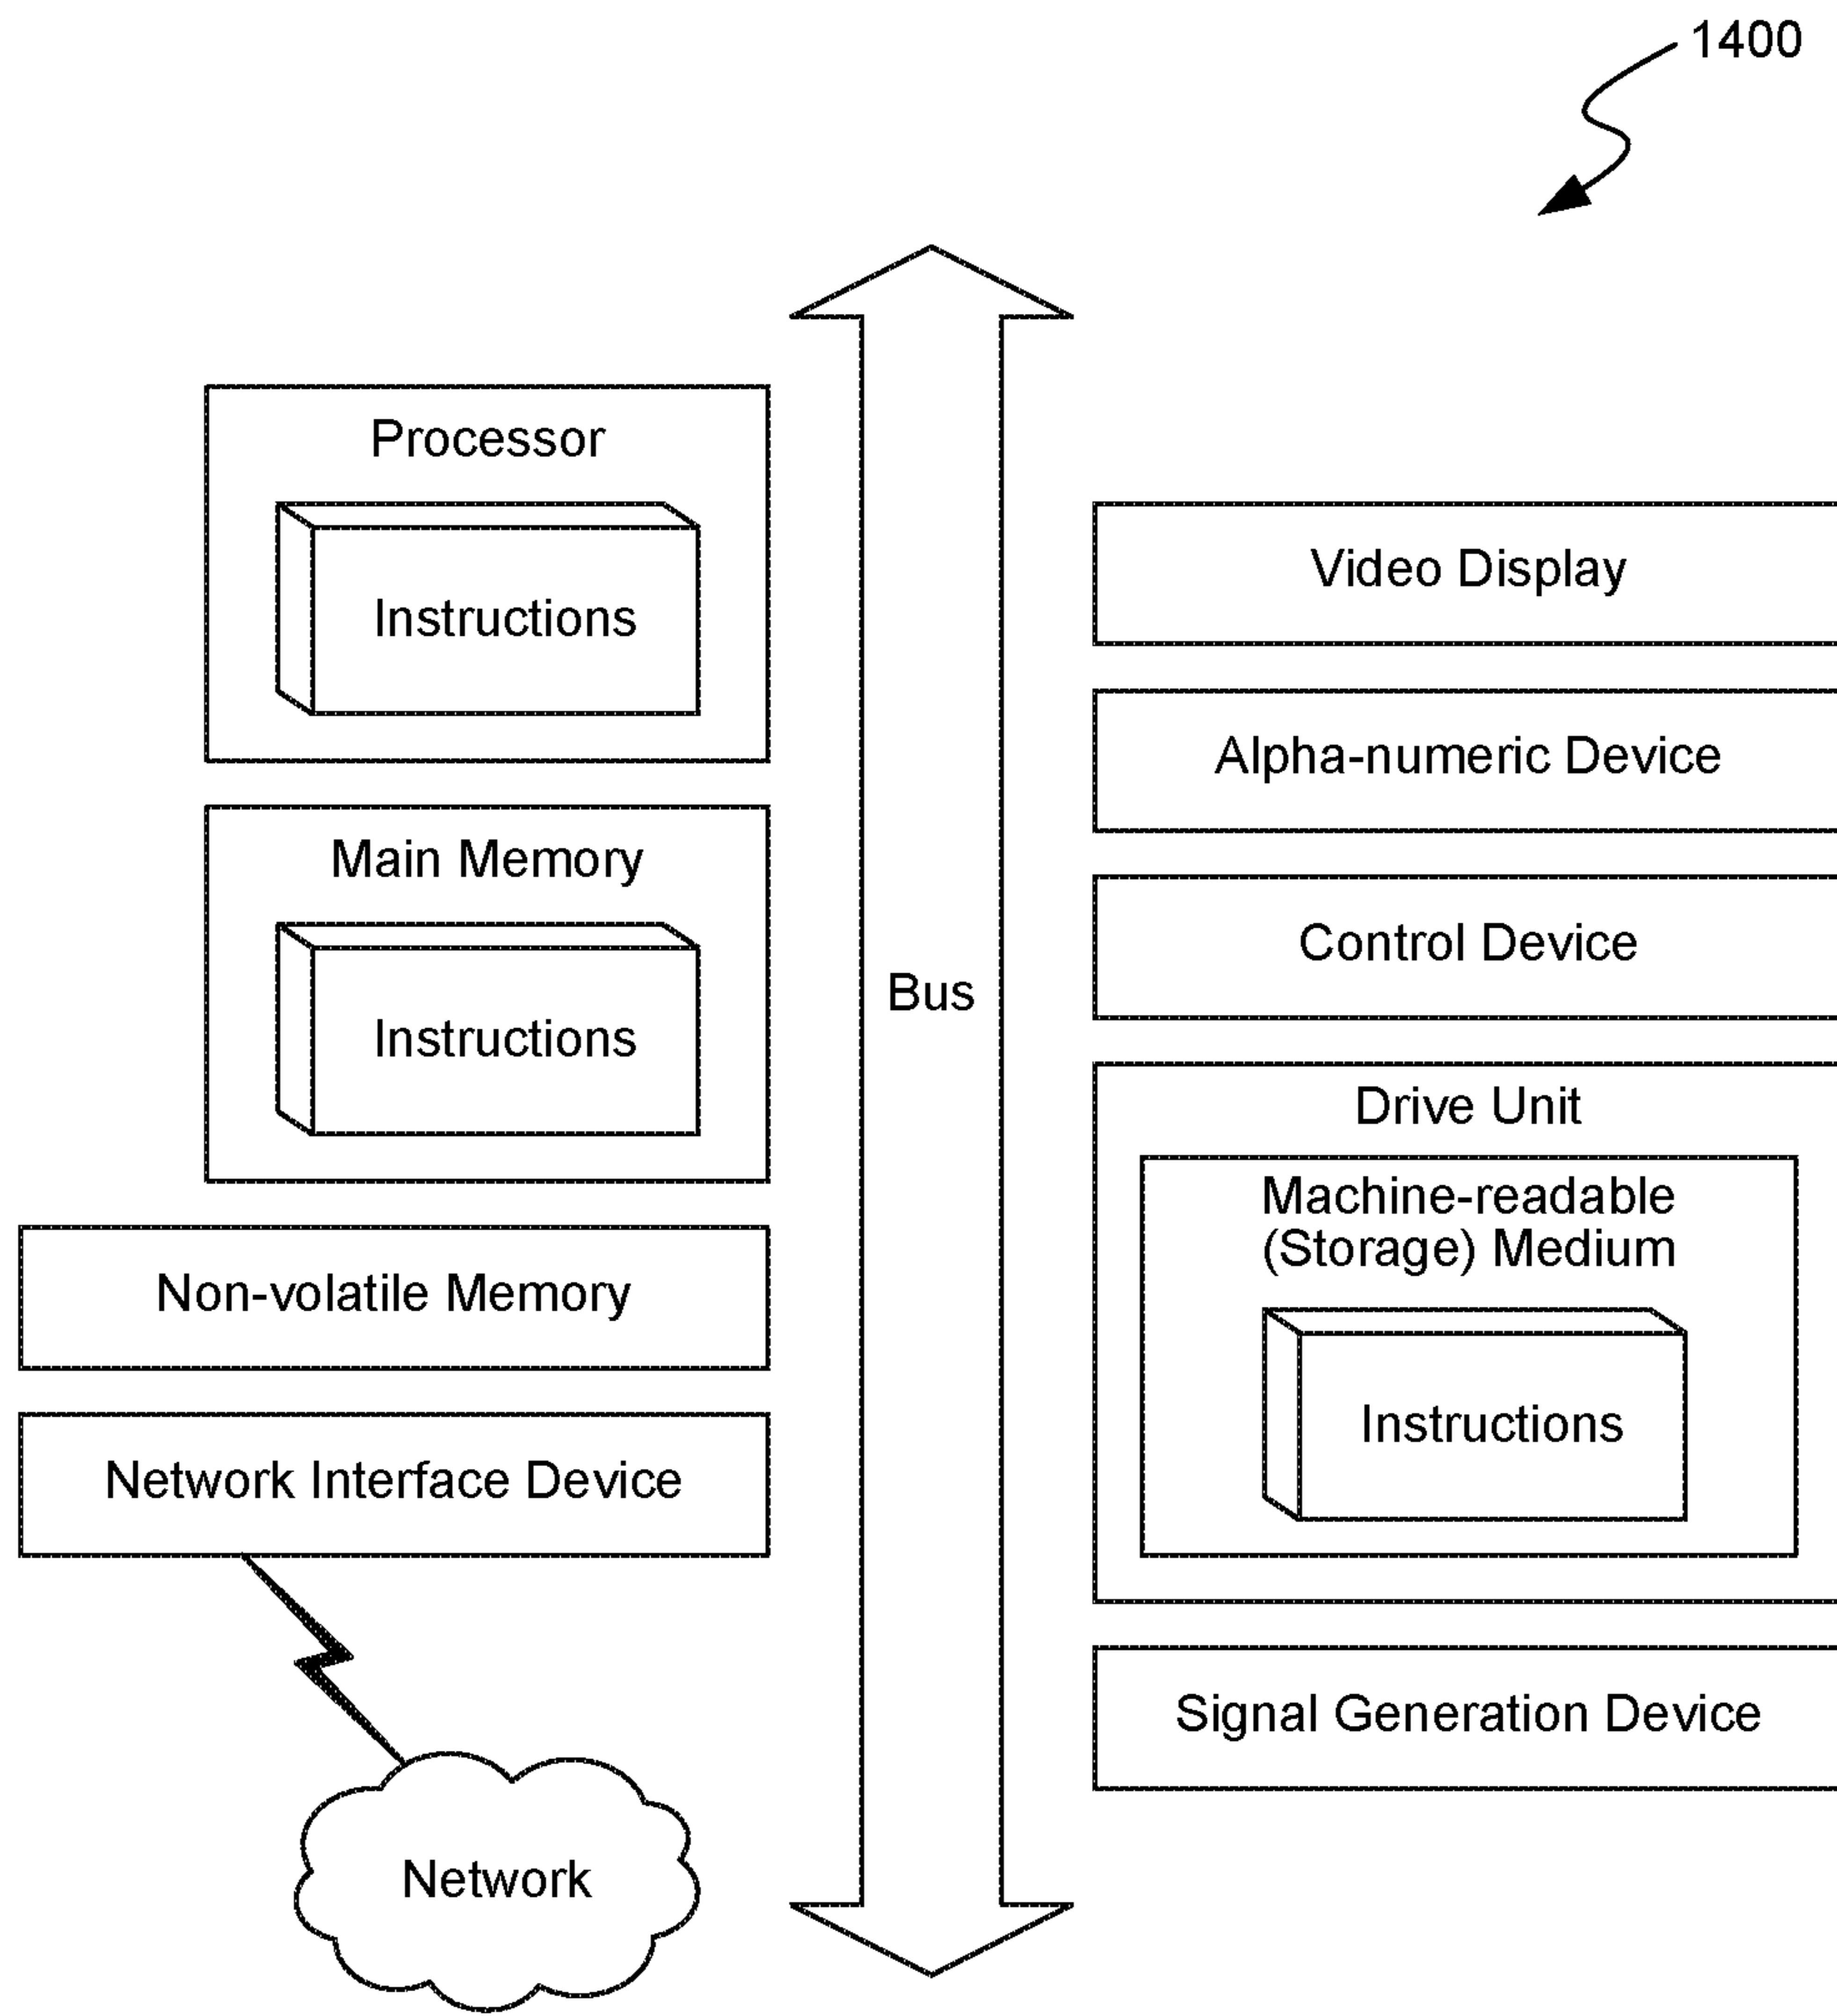 1400
Processor
Instructions
Main Memory
Instructions
Non-volatile Memory
Network Interface Device
Network
Bus
Video Display
Alpha-numeric Device
Control Device
Drive Unit
Machine-readable
(Storage) Medium
Instructions
Signal Generation Device